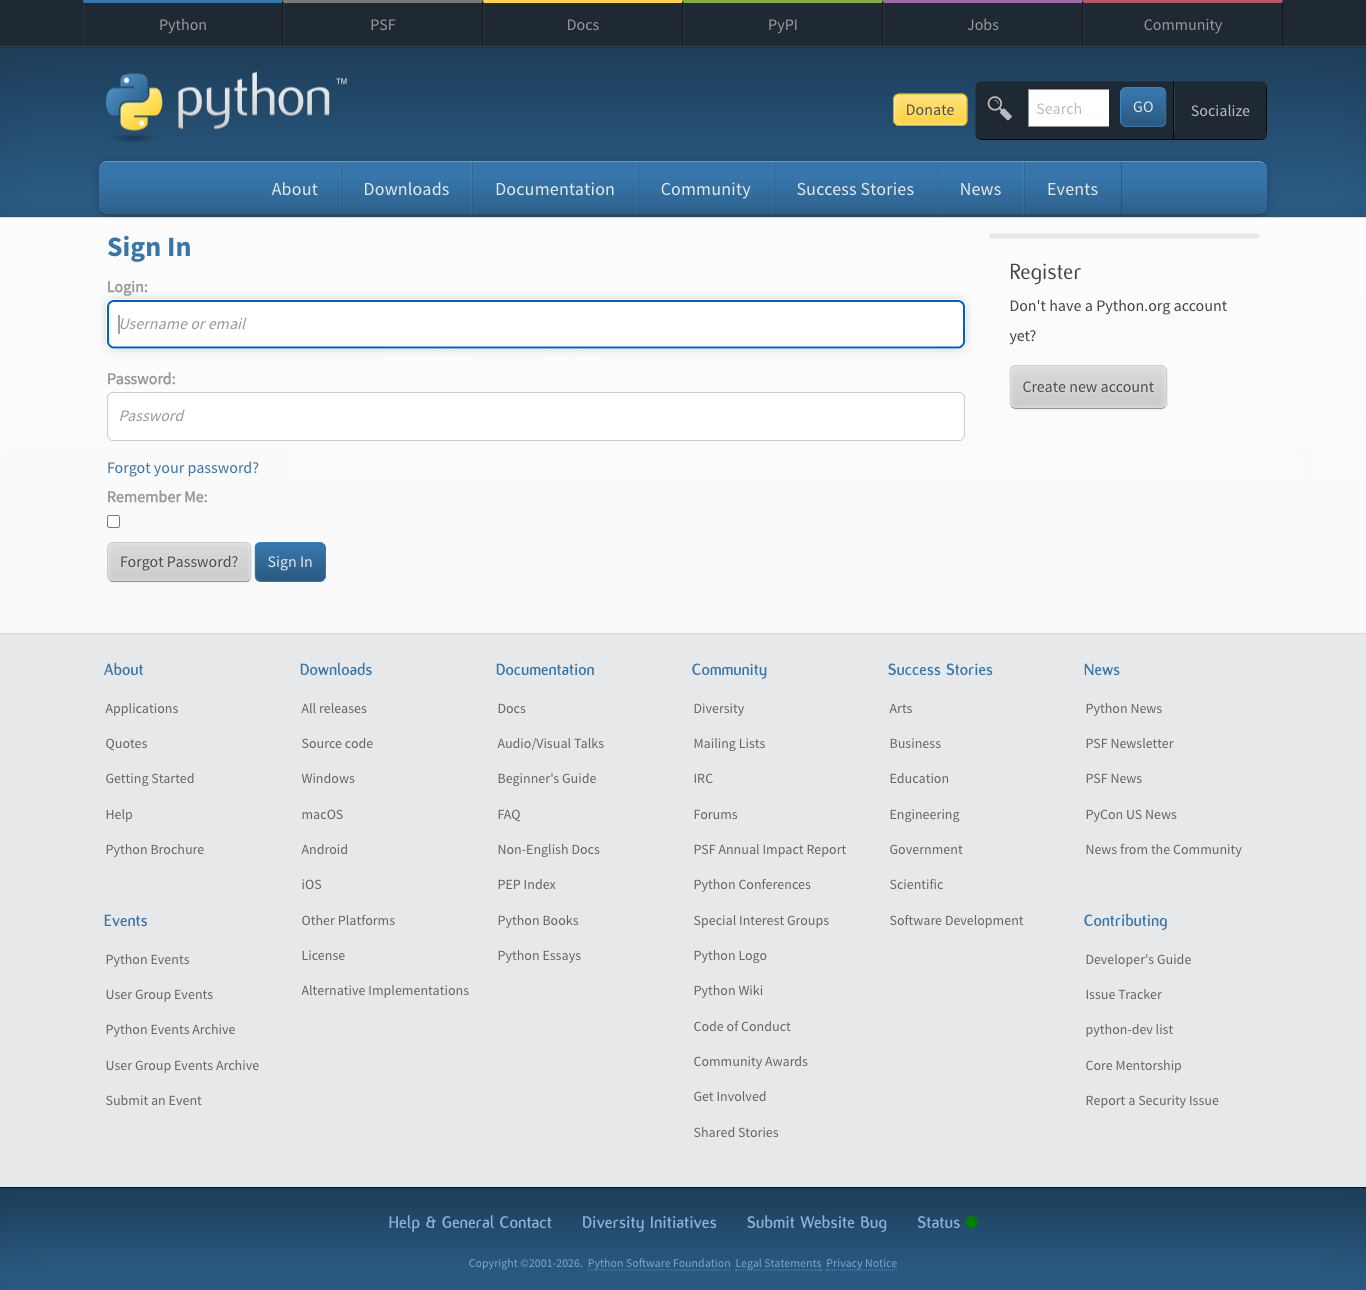 Python
PSF
Docs
PyPI
Jobs
Community
python™
Donate
Search
GO
Socialize
About
Downloads
Documentation
Community
Success Stories
News
Events
Sign In
Login:
Username or email
Password:
Password
Forgot your password?
Remember Me:
Forgot Password?
Sign In
Register
Don't have a Python.org account
yet?
Create new account
About
Applications
Quotes
Getting Started
Help
Python Brochure
Events
Python Events
User Group Events
Python Events Archive
User Group Events Archive
Submit an Event
Downloads
All releases
Source code
Windows
macOS
Android
iOS
Other Platforms
License
Alternative Implementations
Documentation
Docs
Audio/Visual Talks
Beginner's Guide
FAQ
Non-English Docs
PEP Index
Python Books
Python Essays
Community
Diversity
Mailing Lists
IRC
Forums
PSF Annual Impact Report
Python Conferences
Special Interest Groups
Python Logo
Python Wiki
Code of Conduct
Community Awards
Get Involved
Shared Stories
Success Stories
Arts
Business
Education
Engineering
Government
Scientific
Software Development
News
Python News
PSF Newsletter
PSF News
PyCon US News
News from the Community
Contributing
Developer's Guide
Issue Tracker
python-dev list
Core Mentorship
Report a Security Issue
Help & General Contact
Diversity Initiatives
Submit Website Bug
Status
Copyright ©2001-2026. Python Software Foundation Legal Statements Privacy Notice